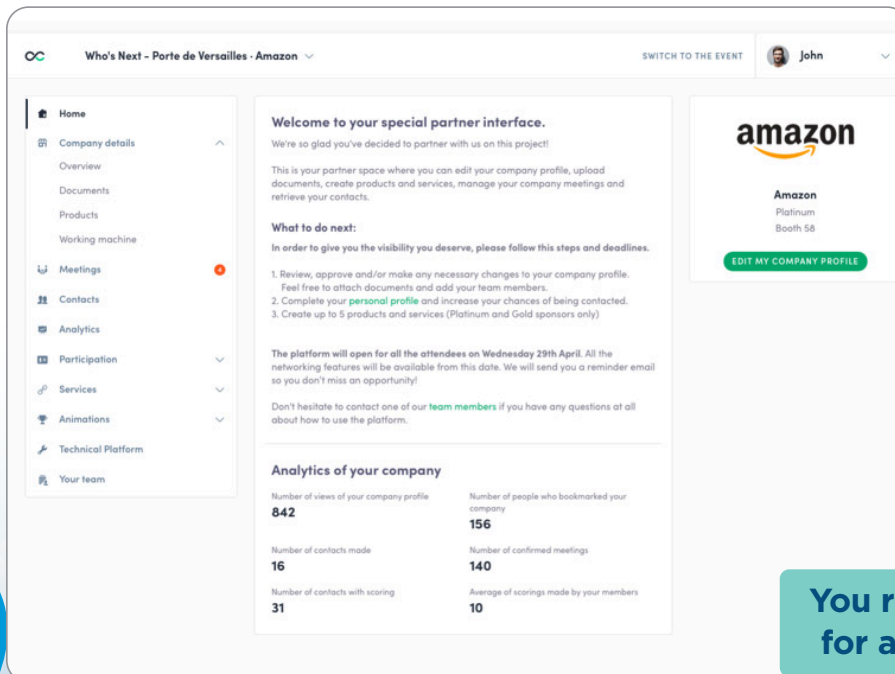 Who's Next - Porte de Versailles · Amazon
SWITCH TO THE EVENT
John
Home
Company details
Overview
Documents
Products
Working machine
Meetings
4
Contacts
Analytics
Participation
Services
Animations
Technical Platform
Your team
Welcome to your special partner interface.
We're so glad you've decided to partner with us on this project!
This is your partner space where you can edit your company profile, upload
documents, create products and services, manage your company meetings and
retrieve your contacts.
What to do next:
In order to give you the visibility you deserve, please follow this steps and deadlines.
1. Review, approve and/or make any necessary changes to your company profile.
Feel free to attach documents and add your team members.
2. Complete your personal profile and increase your chances of being contacted.
3. Create up to 5 products and services (Platinum and Gold sponsors only)
The platform will open for all the attendees on Wednesday 29th April. All the
networking features will be available from this date. We will send you a reminder email
so you don't miss an opportunity!
Don't hesitate to contact one of our team members if you have any questions at all
about how to use the platform.
Analytics of your company
Number of views of your company profile
842
Number of people who bookmarked your
company
156
Number of contacts made
16
Number of confirmed meetings
140
Number of contacts with scoring
31
Average of scorings made by your members
10
amazon
Amazon
Platinum
Booth 58
EDIT MY COMPANY PROFILE
You r
for a